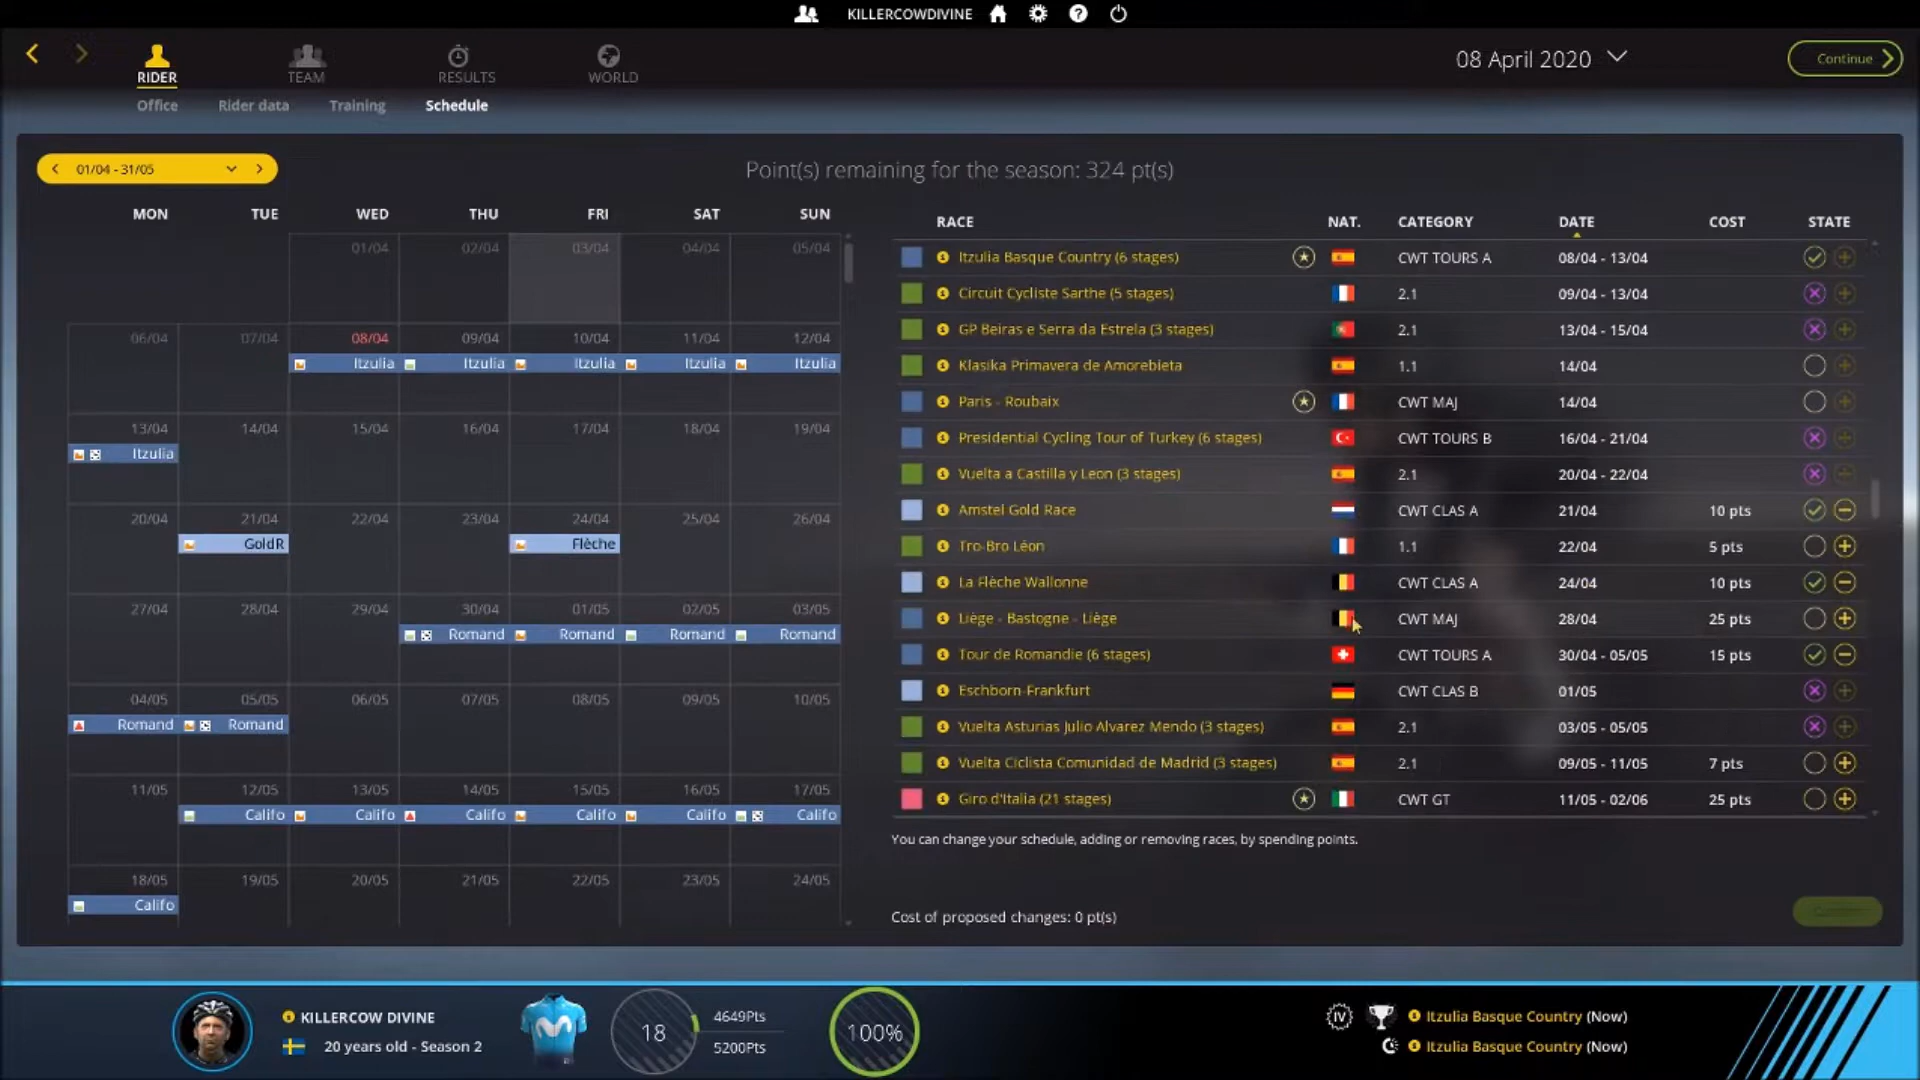 KILLERCOWDIVINE
RIDER TEAM RESULTS WORLD
08 April 2020
Continue
Office Rider data Training Schedule
01/04 - 31/05
Point(s) remaining for the season: 324 pt(s)
MON TUE WED THU FRI SAT SUN
01/04 02/04 03/04 04/04 05/04
06/04 07/04 08/04 09/04 10/04 11/04 12/04
Itzulia Itzulia Itzulia Itzulia Itzulia
13/04 14/04 15/04 16/04 17/04 18/04 19/04
Itzulia
20/04 21/04 22/04 23/04 24/04 25/04 26/04
GoldR Flèche
27/04 28/04 29/04 30/04 01/05 02/05 03/05
Romand Romand Romand Romand
04/05 05/05 06/05 07/05 08/05 09/05 10/05
Romand Romand
11/05 12/05 13/05 14/05 15/05 16/05 17/05
Califo Califo Califo Califo Califo Califo
18/05 19/05 20/05 21/05 22/05 23/05 24/05
Califo
RACE NAT. CATEGORY DATE COST STATE
Itzulia Basque Country (6 stages) CWT TOURS A 08/04 - 13/04
Circuit Cycliste Sarthe (5 stages) 2.1 09/04 - 13/04
GP Beiras e Serra da Estrela (3 stages) 2.1 13/04 - 15/04
Klasika Primavera de Amorebieta 1.1 14/04
Paris - Roubaix CWT MAJ 14/04
Presidential Cycling Tour of Turkey (6 stages) CWT TOURS B 16/04 - 21/04
Vuelta a Castilla y Leon (3 stages) 2.1 20/04 - 22/04
Amstel Gold Race CWT CLAS A 21/04 10 pts
Tro-Bro Léon 1.1 22/04 5 pts
La Flèche Wallonne CWT CLAS A 24/04 10 pts
Liège - Bastogne - Liège CWT MAJ 28/04 25 pts
Tour de Romandie (6 stages) CWT TOURS A 30/04 - 05/05 15 pts
Eschborn-Frankfurt CWT CLAS B 01/05
Vuelta Asturias Julio Alvarez Mendo (3 stages) 2.1 03/05 - 05/05
Vuelta Ciclista Comunidad de Madrid (3 stages) 2.1 09/05 - 11/05 7 pts
Giro d'Italia (21 stages) CWT GT 11/05 - 02/06 25 pts
You can change your schedule, adding or removing races, by spending points.
Cost of proposed changes: 0 pt(s)
KILLERCOW DIVINE
20 years old - Season 2
18
4649Pts
5200Pts
100%
IV
Itzulia Basque Country (Now)
Itzulia Basque Country (Now)